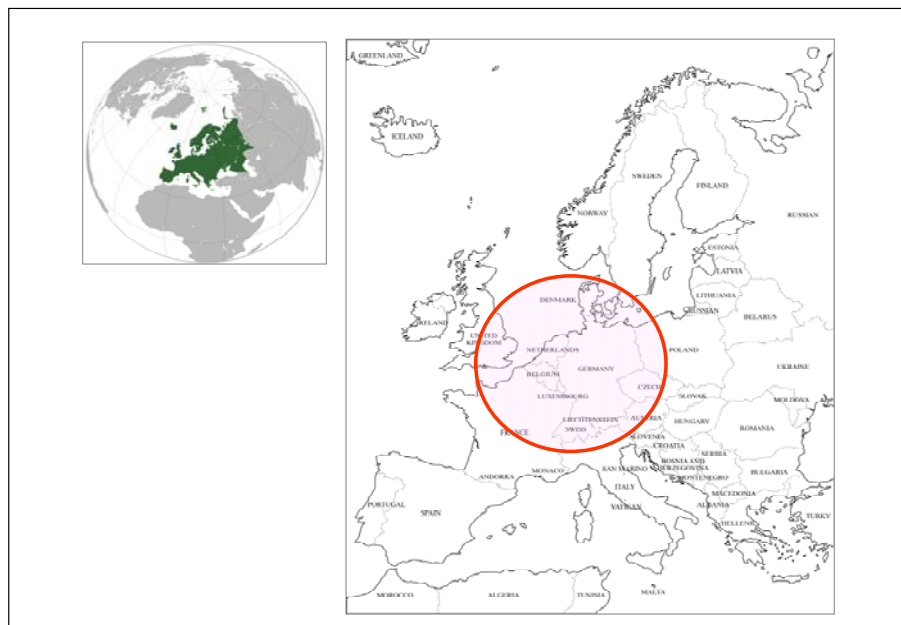 GREENLAND
ICELAND
SWEDEN
FINLAND
NORWAY
RUSSIAN
ESTONIA
LATVIA
LITHUANIA
RUSSIAN
BELARUS
DENMARK
IRELAND
UNITED
KINGDOM
NETHERLANDS
POLAND
GERMANY
BELGIUM
UKRAINE
CZECH
LUXEMBOURG
SLOVAK
MOLDOVA
LIECHTENSTEIN
AUSTRIA
HUNGARY
ROMANIA
SWISS
FRANCE
SLOVENIA
CROATIA
SERBIA
BOSNIA AND
HERZEGOVINA
MONACO
SAN MARINO
BULGARIA
ANDORRA
MONTENEGRO
ITALY
MACEDONIA
PORTUGAL
SPAIN
VATICAN
ALBANIA
TURKY
HELLENIC
MALTA
MOROCCO
ALGERIA
TUNISIA